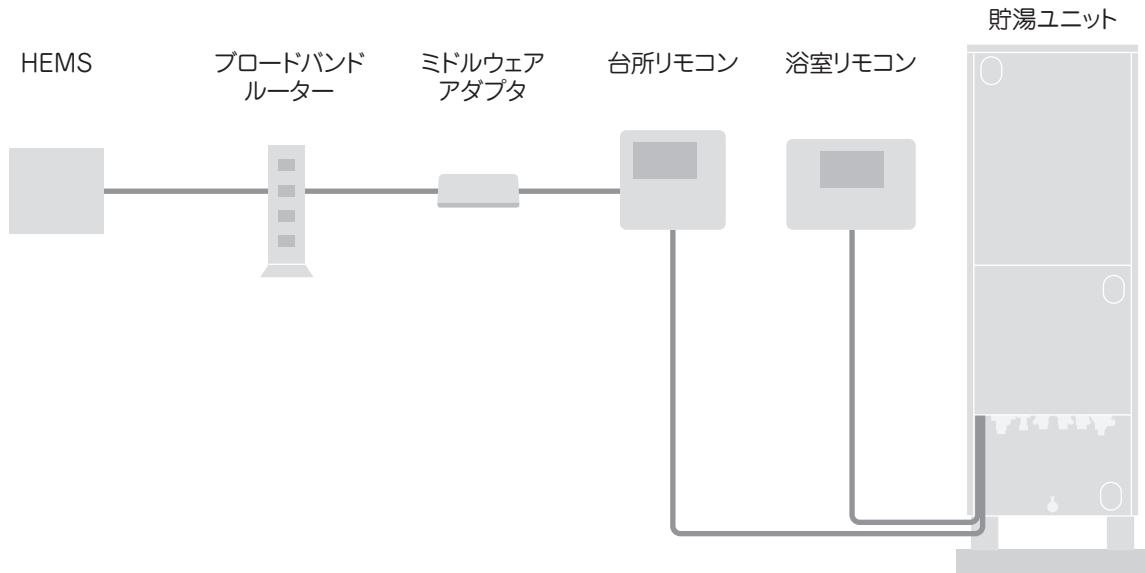 貯湯ユニット
HEMS
ブロードバンド
ルーター
ミドルウェア
アダプタ
台所リモコン
浴室リモコン